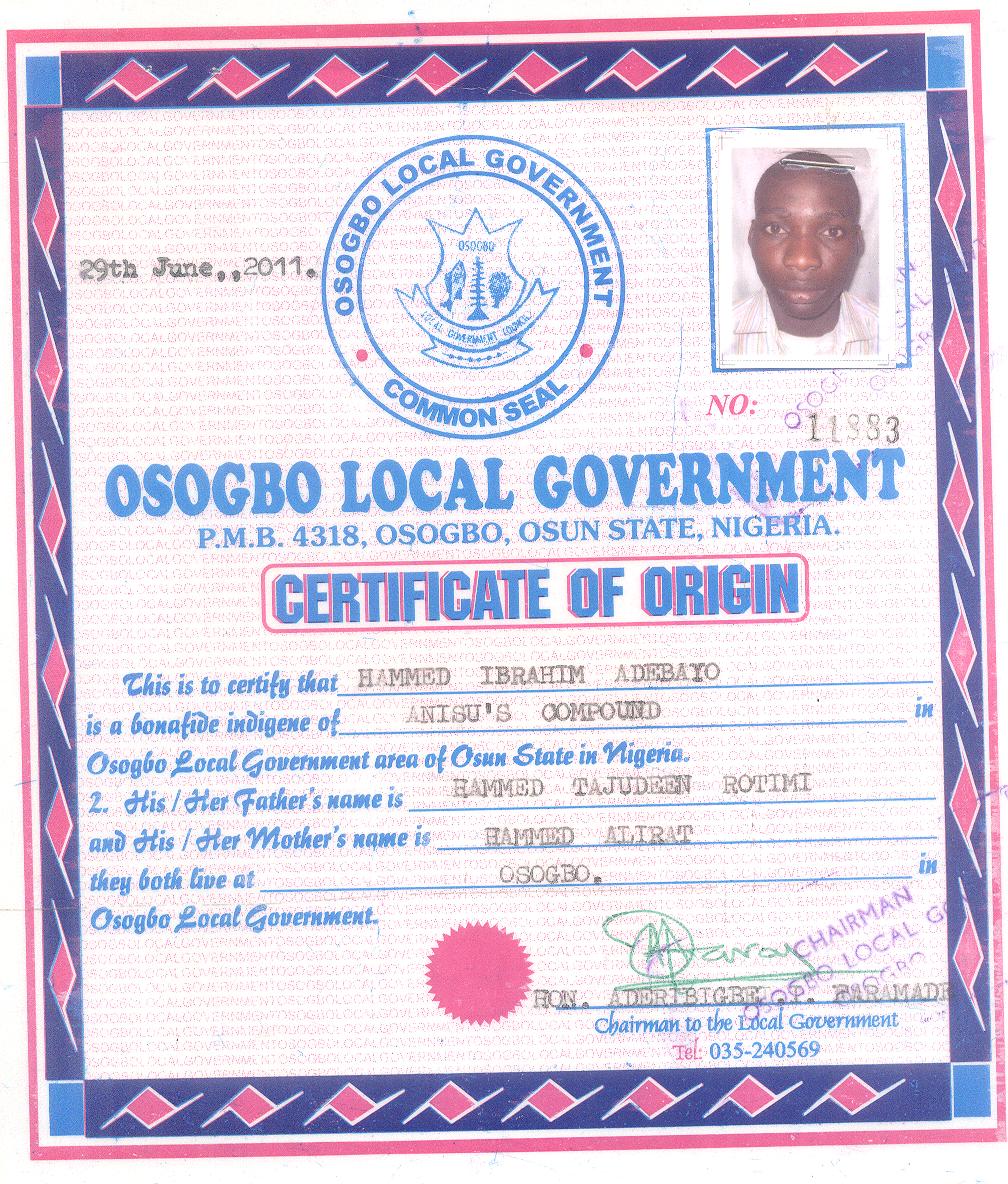 OSOGBO LOCAL GOVERNMENT
OSOGBO
LOCAL GOVERNMENT COUNCIL
COMMON SEAL
29th June,,2011.
NO:
11883
OSOGBO LOCAL GOVERNMENT
P.M.B. 4318, OSOGBO, OSUN STATE, NIGERIA.
CERTIFICATE OF ORIGIN
This is to certify that HAMMED IBRAHIM ADEBAYO
is a bonafide indigene of ANISU'S COMPOUND in
Osogbo Local Government area of Osun State in Nigeria.
2. His / Her Father's name is HAMMED TAJUDEEN ROTIMI
and His / Her Mother's name is HAMMED ALIRAT
they both live at OSOGBO. in
Osogbo Local Government.
CHAIRMAN
OSOGBO LOCAL GO
OSOGBO
HON. ADERIBIGBE .P. FARAMADE
Chairman to the Local Government
Tel: 035-240569